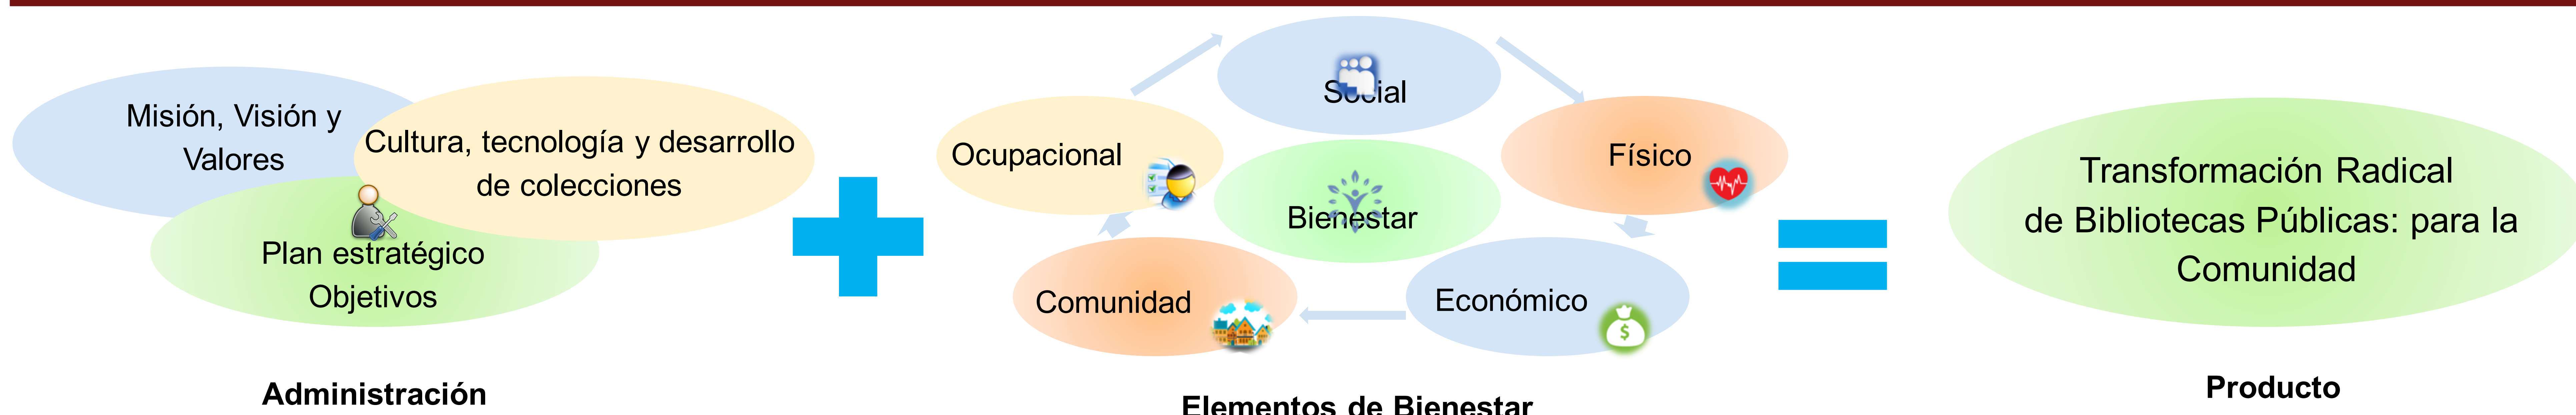 Misión, Visión y
Valores
Cultura, tecnología y desarrollo
de colecciones
Plan estratégico
Objetivos
Administración
Social
Ocupacional
Físico
Bienestar
Comunidad
Económico
Elementos de Bienestar
Transformación Radical
de Bibliotecas Públicas: para la
Comunidad
Producto